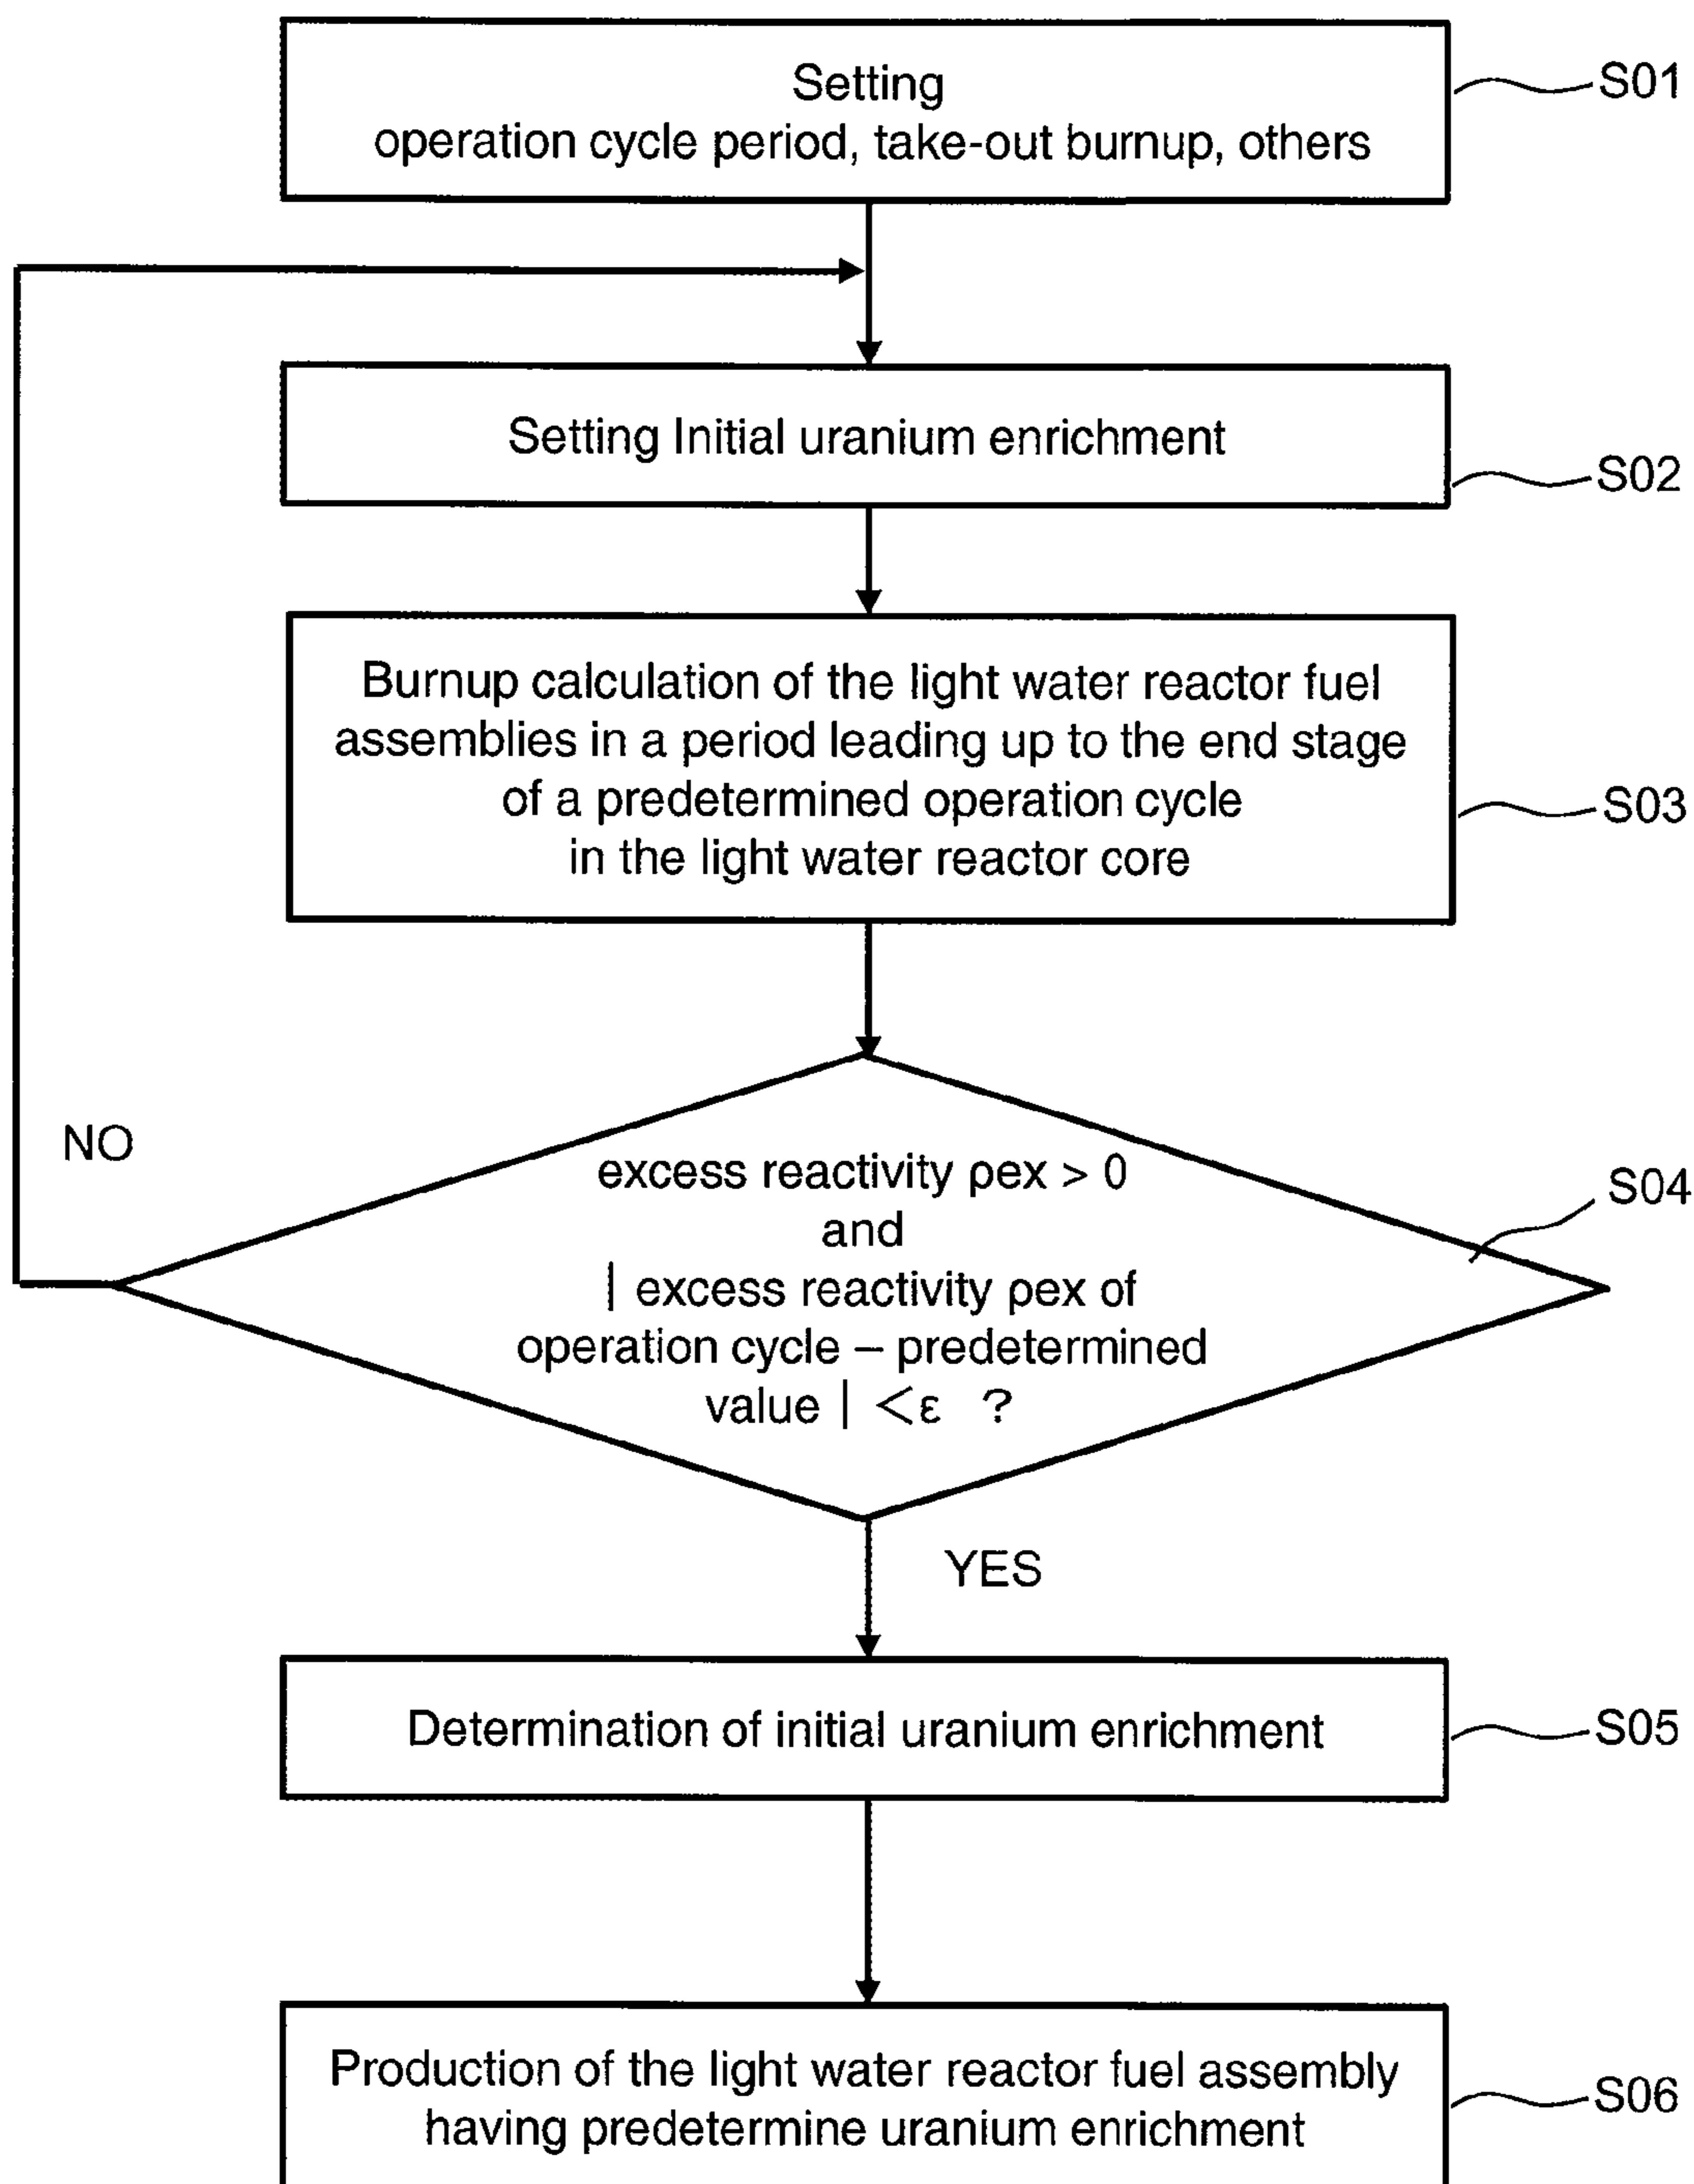 Setting
operation cycle period, take-out burnup, others
S01
Setting Initial uranium enrichment
S02
Burnup calculation of the light water reactor fuel
assemblies in a period leading up to the end stage
of a predetermined operation cycle
in the light water reactor core
S03
NO
excess reactivity ρex > 0
and
| excess reactivity ρex of
operation cycle – predetermined
value | <ε ?
S04
YES
Determination of initial uranium enrichment
S05
Production of the light water reactor fuel assembly
having predetermine uranium enrichment
S06